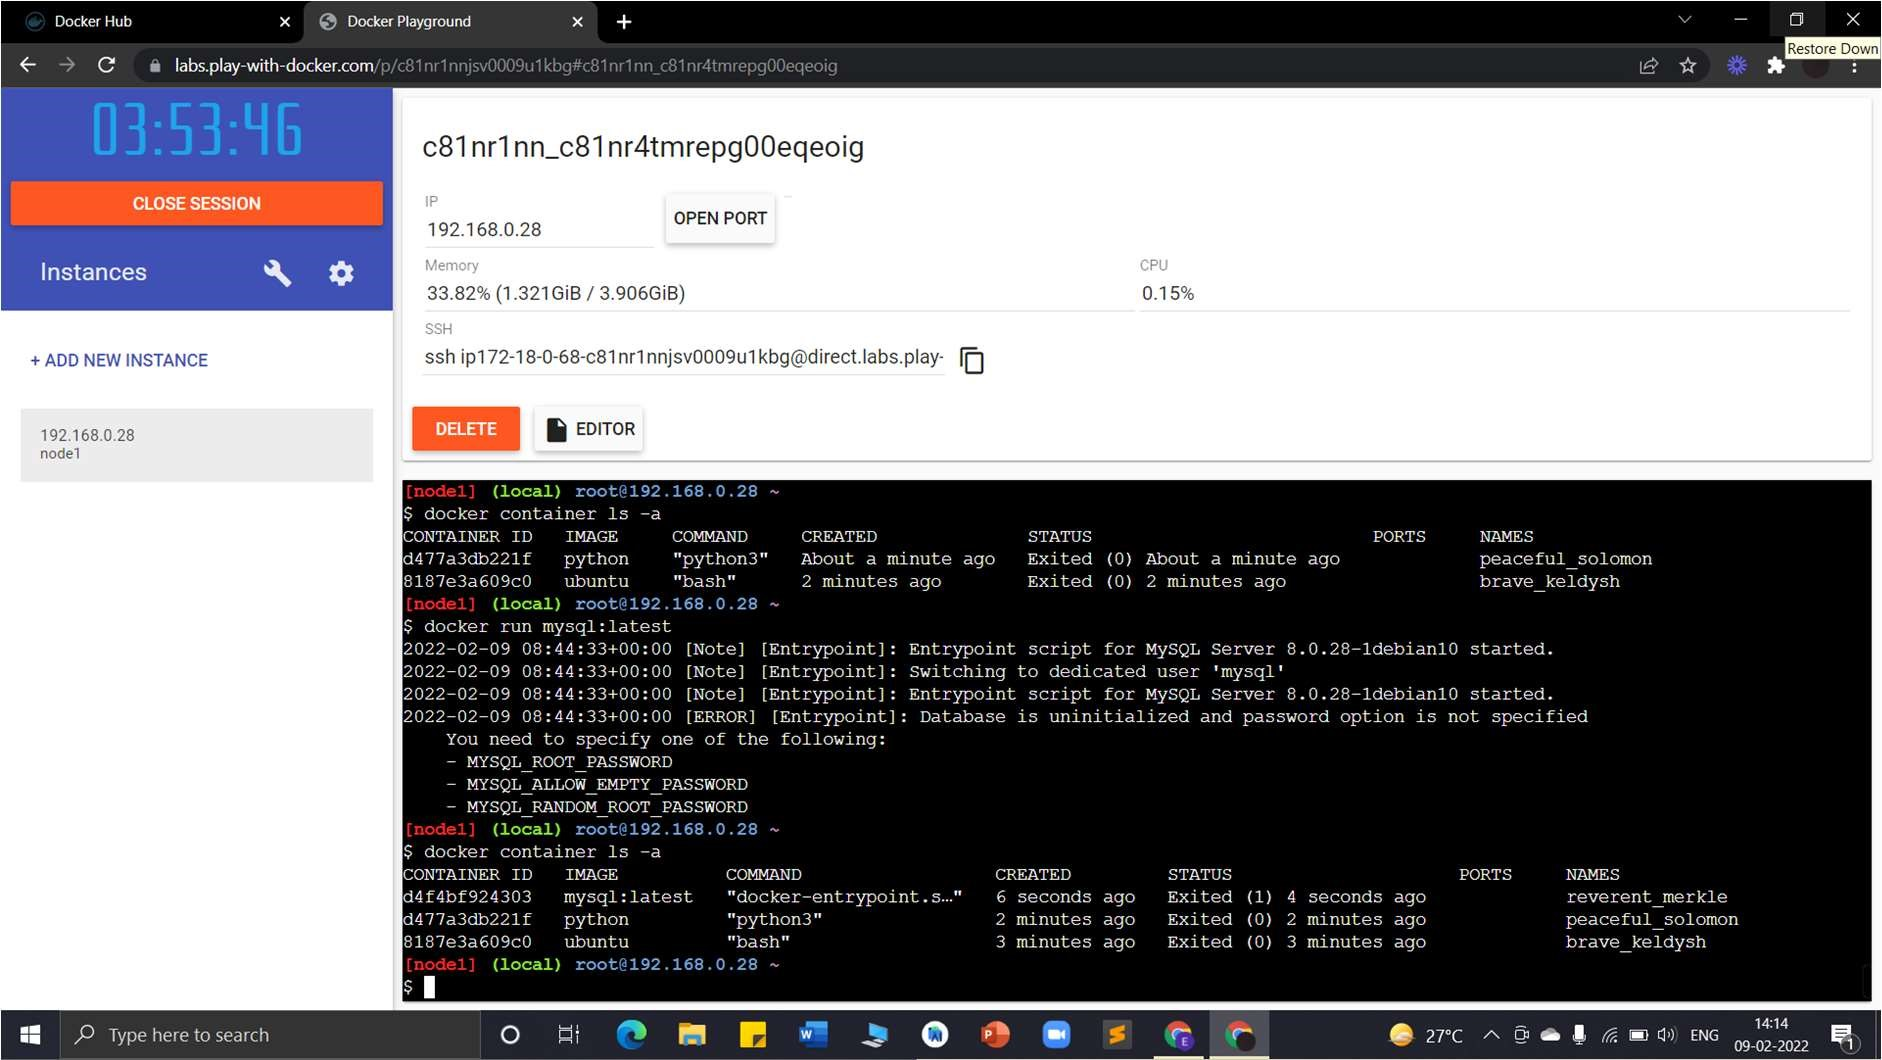 Docker Hub
Docker Playground
Restore Down
labs.play-with-docker.com/p/c81nr1nnjsv0009u1kbg#c81nr1nn_c81nr4tmrepg00eqeoig
03:53:46
CLOSE SESSION
Instances
+ ADD NEW INSTANCE
192.168.0.28
node1
c81nr1nn_c81nr4tmrepg00eqeoig
IP
192.168.0.28
OPEN PORT
Memory
33.82% (1.321GiB / 3.906GiB)
CPU
0.15%
SSH
ssh ip172-18-0-68-c81nr1nnjsv0009u1kbg@direct.labs.play-
DELETE
EDITOR
[node1] (local) root@192.168.0.28 ~
$ docker container ls -a
CONTAINER ID IMAGE COMMAND CREATED STATUS PORTS NAMES
d477a3db221f python "python3" About a minute ago Exited (0) About a minute ago peaceful_solomon
8187e3a609c0 ubuntu "bash" 2 minutes ago Exited (0) 2 minutes ago brave_keldysh
[node1] (local) root@192.168.0.28 ~
$ docker run mysql:latest
2022-02-09 08:44:33+00:00 [Note] [Entrypoint]: Entrypoint script for MySQL Server 8.0.28-1debian10 started.
2022-02-09 08:44:33+00:00 [Note] [Entrypoint]: Switching to dedicated user 'mysql'
2022-02-09 08:44:33+00:00 [Note] [Entrypoint]: Entrypoint script for MySQL Server 8.0.28-1debian10 started.
2022-02-09 08:44:33+00:00 [ERROR] [Entrypoint]: Database is uninitialized and password option is not specified
You need to specify one of the following:
- MYSQL_ROOT_PASSWORD
- MYSQL_ALLOW_EMPTY_PASSWORD
- MYSQL_RANDOM_ROOT_PASSWORD
[node1] (local) root@192.168.0.28 ~
$ docker container ls -a
CONTAINER ID IMAGE COMMAND CREATED STATUS PORTS NAMES
d4f4bf924303 mysql:latest "docker-entrypoint.s…" 6 seconds ago Exited (1) 4 seconds ago reverent_merkle
d477a3db221f python "python3" 2 minutes ago Exited (0) 2 minutes ago peaceful_solomon
8187e3a609c0 ubuntu "bash" 3 minutes ago Exited (0) 3 minutes ago brave_keldysh
[node1] (local) root@192.168.0.28 ~
$
Type here to search
27°C
ENG
14:14
09-02-2022
1